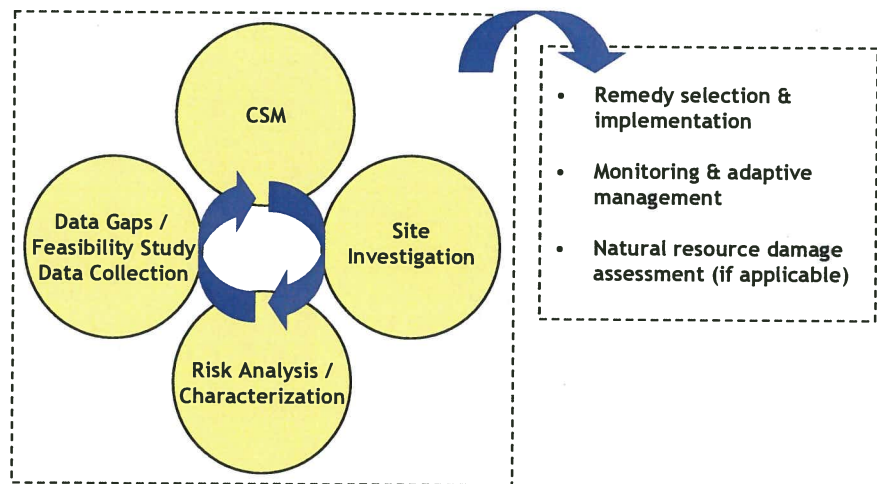 CSM
Data Gaps /
Feasibility Study
Data Collection
Site
Investigation
Risk Analysis /
Characterization
• Remedy selection &
implementation
• Monitoring & adaptive
management
• Natural resource damage
assessment (if applicable)